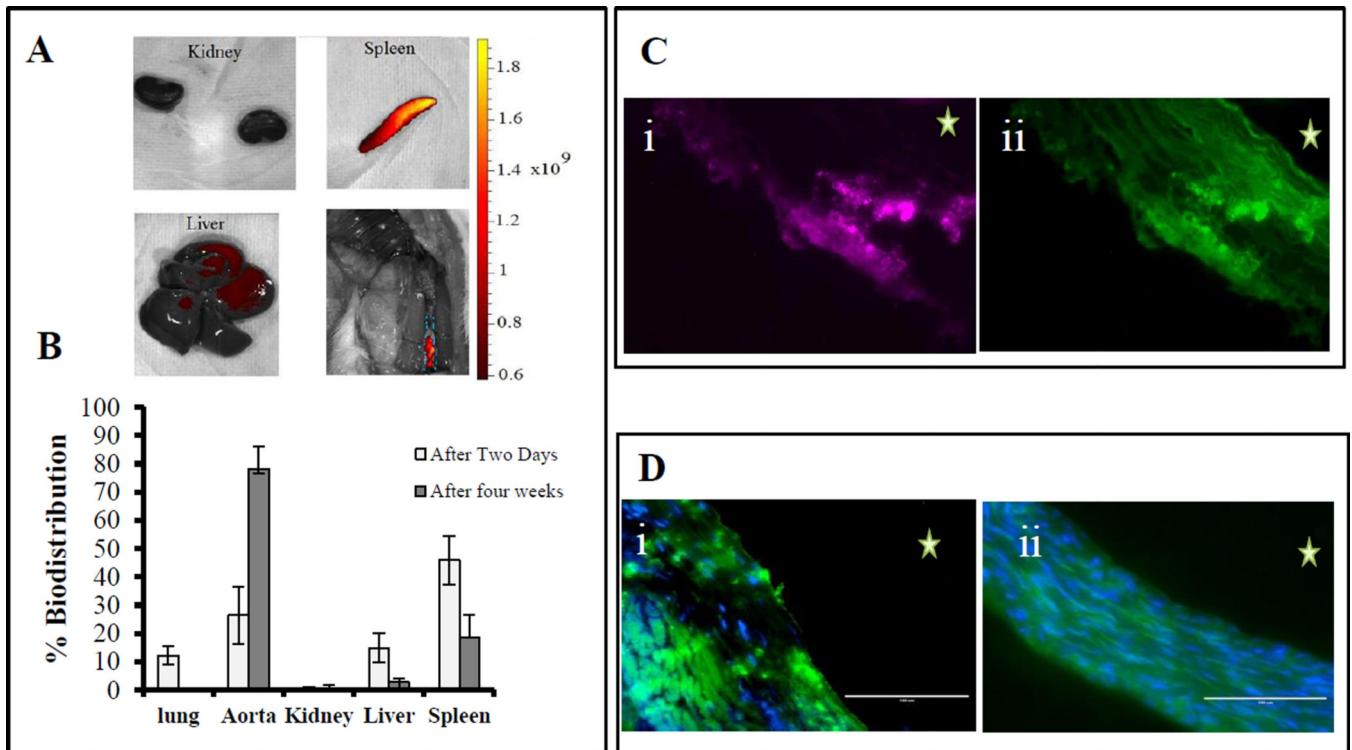 A
Kidney
Spleen
1.8
1.6
1.4
x10⁹
1.2
1
0.8
0.6
Liver
B
% Biodistribution
100
90
80
70
60
50
40
30
20
10
0
After Two Days
After four weeks
lung Aorta Kidney Liver Spleen
C
i
ii
D
i
ii